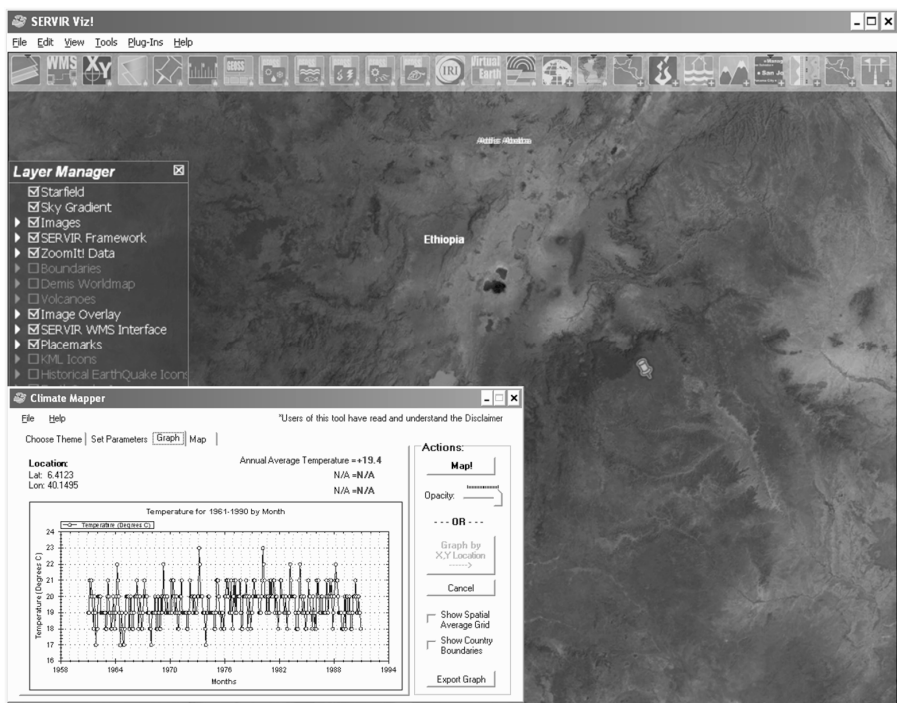 SERVIR Viz!
File Edit View Tools Plug-Ins Help
WMS XY GEOSS IRI Virtual Earth
Ethiopia
Layer Manager
Starfield
Sky Gradient
Images
SERVIR Framework
ZoomIt! Data
Boundaries
Demis Worldmap
Volcanoes
Image Overlay
SERVIR WMS Interface
Placemarks
KML Icons
Historical EarthQuake Icons
Climate Mapper
File Help
"Users of this tool have read and understand the Disclaimer
Choose Theme Set Parameters Graph Map
Location:
Lat: 6.4123
Lon: 40.1495
Annual Average Temperature =+19.4
N/A =N/A
N/A =N/A
Temperature for 1961-1990 by Month
Temperature (Degrees C)
Temperature (Degrees C)
24
23
22
21
20
19
18
17
16
1958 1964 1970 1976 1982 1988 1994
Months
Actions:
Map!
Opacity:
--- OR ---
Graph by
X,Y Location
------>
Cancel
Show Spatial
Average Grid
Show Country
Boundaries
Export Graph